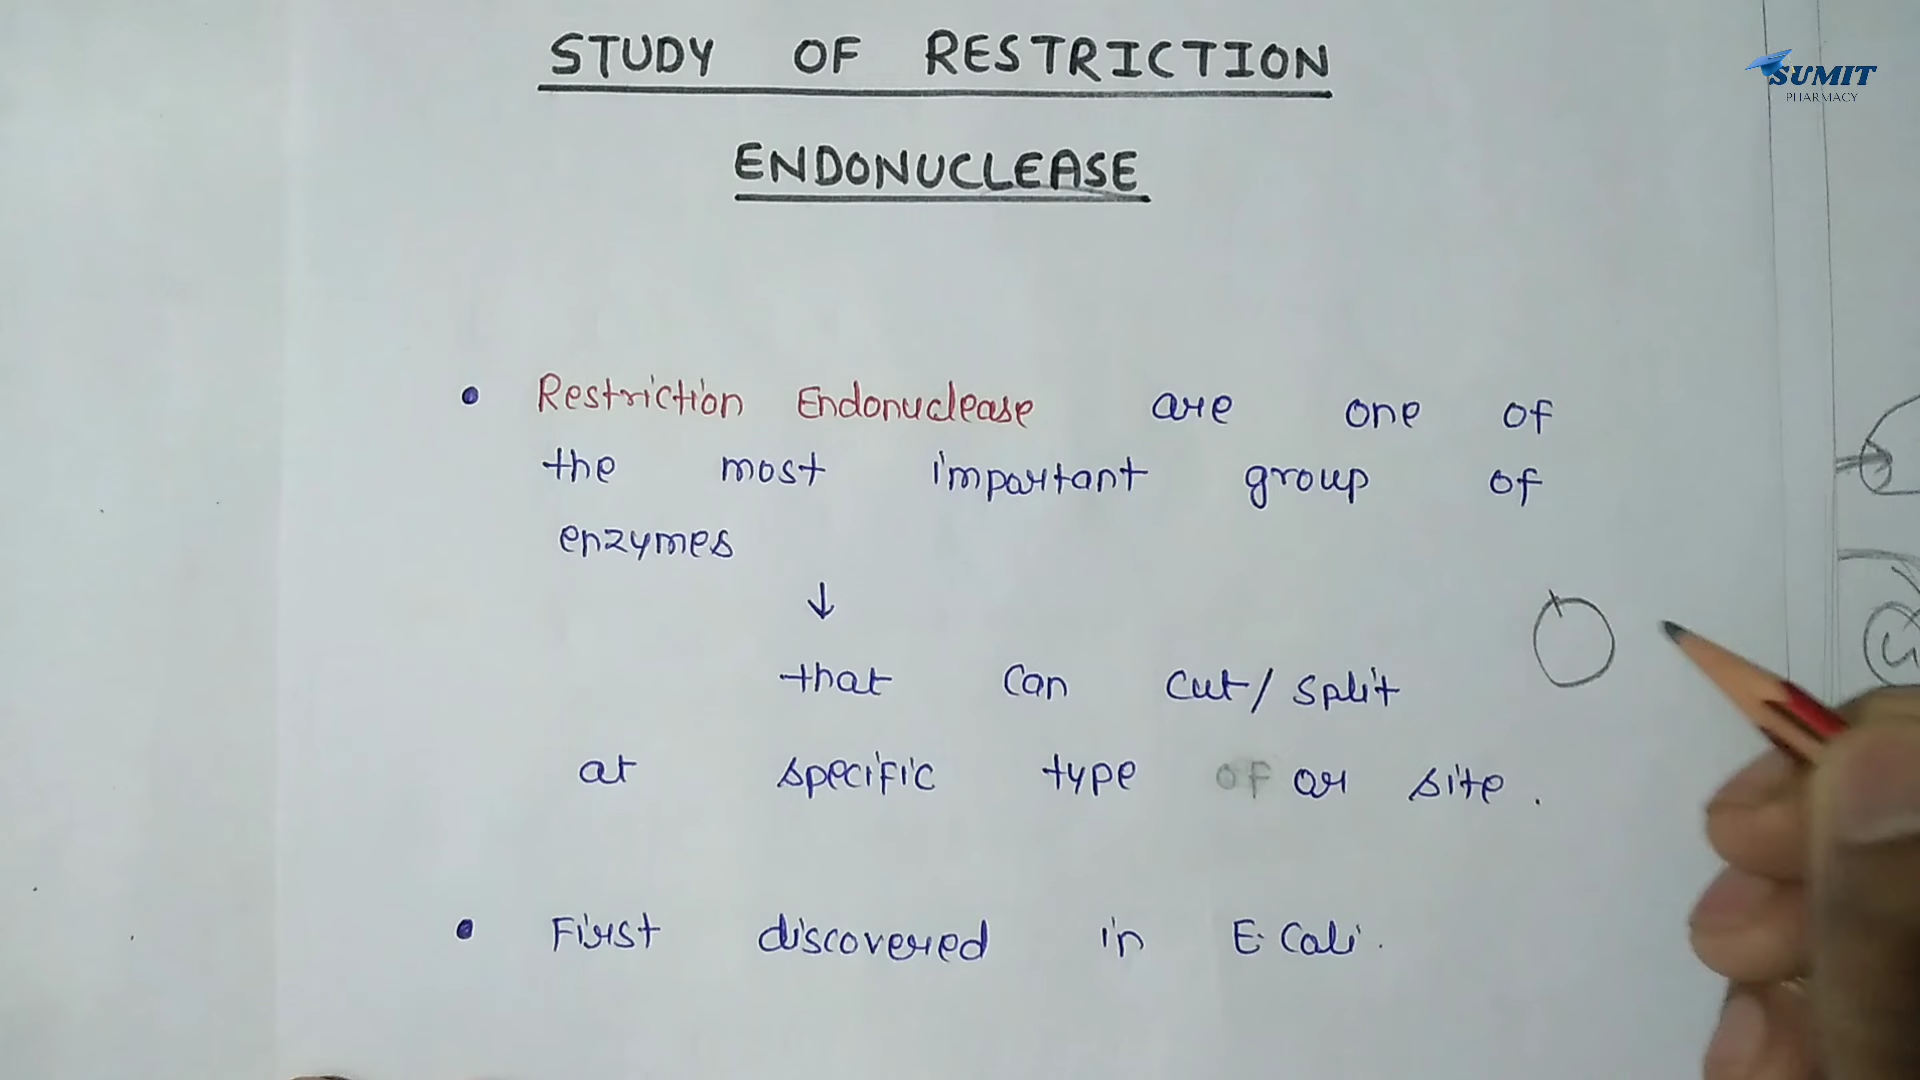 STUDY OF RESTRICTION
SUMIT
PHARMACY
ENDONUCLEASE
• Restriction Endonuclease are one of
the most important group of
enzymes
↓
that can cut/split
at specific type of or site.
• First discovered in E. Cali.